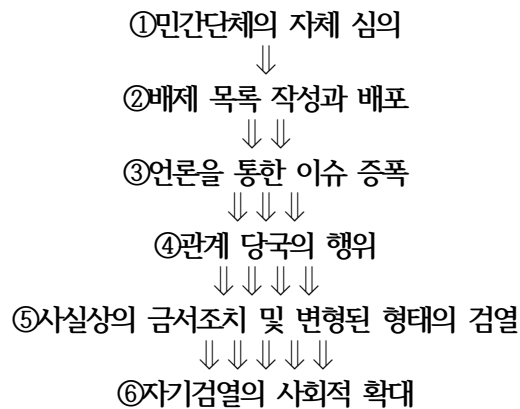 ①민간단체의 자체 심의
⇓
②배제 목록 작성과 배포
⇓⇓
③언론을 통한 이슈 증폭
⇓⇓⇓
④관계 당국의 행위
⇓⇓⇓⇓
⑤사실상의 금서조치 및 변형된 형태의 검열
⇓⇓⇓⇓⇓
⑥자기검열의 사회적 확대